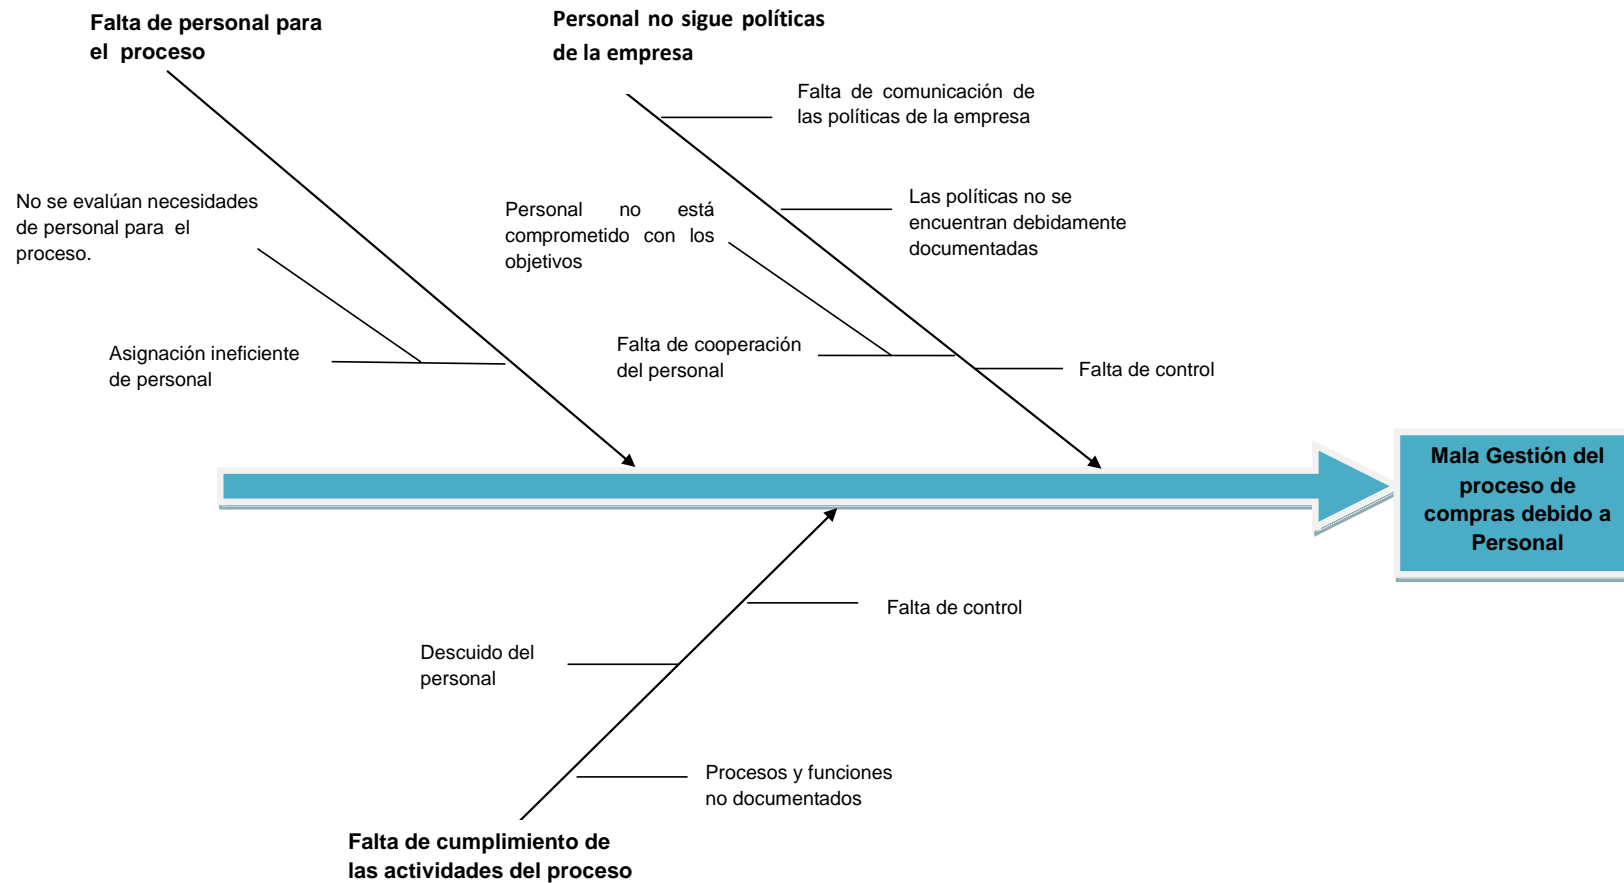 Falta de personal para
el proceso
Personal no sigue políticas
de la empresa
Falta de comunicación de
las políticas de la empresa
No se evalúan necesidades
de personal para el
proceso.
Personal no está
comprometido con los
objetivos
Las políticas no se
encuentran debidamente
documentadas
Asignación ineficiente
de personal
Falta de cooperación
del personal
Falta de control
Mala Gestión del
proceso de
compras debido a
Personal
Falta de control
Descuido del
personal
Procesos y funciones
no documentados
Falta de cumplimiento de
las actividades del proceso